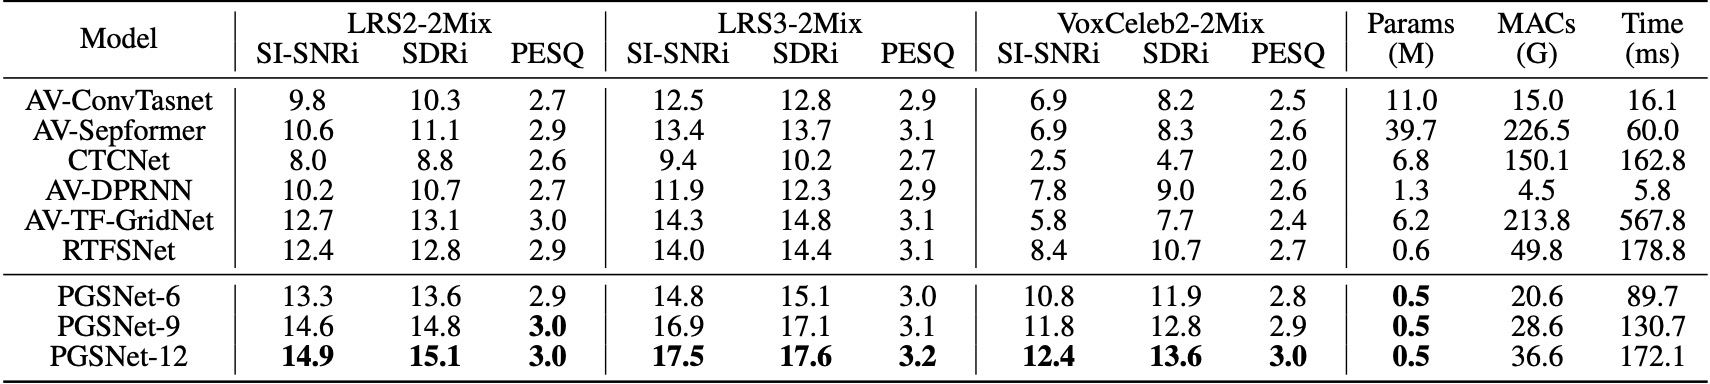 Model LRS2-2Mix LRS3-2Mix VoxCeleb2-2Mix Params MACs Time
SI-SNRi SDRi PESQ SI-SNRi SDRi PESQ SI-SNRi SDRi PESQ (M) (G) (ms)
AV-ConvTasnet 9.8 10.3 2.7 12.5 12.8 2.9 6.9 8.2 2.5 11.0 15.0 16.1
AV-Sepformer 10.6 11.1 2.9 13.4 13.7 3.1 6.9 8.3 2.6 39.7 226.5 60.0
CTCNet 8.0 8.8 2.6 9.4 10.2 2.7 2.5 4.7 2.0 6.8 150.1 162.8
AV-DPRNN 10.2 10.7 2.7 11.9 12.3 2.9 7.8 9.0 2.6 1.3 4.5 5.8
AV-TF-GridNet 12.7 13.1 3.0 14.3 14.8 3.1 5.8 7.7 2.4 6.2 213.8 567.8
RTFSNet 12.4 12.8 2.9 14.0 14.4 3.1 8.4 10.7 2.7 0.6 49.8 178.8
PGSNet-6 13.3 13.6 2.9 14.8 15.1 3.0 10.8 11.9 2.8 0.5 20.6 89.7
PGSNet-9 14.6 14.8 3.0 16.9 17.1 3.1 11.8 12.8 2.9 0.5 28.6 130.7
PGSNet-12 14.9 15.1 3.0 17.5 17.6 3.2 12.4 13.6 3.0 0.5 36.6 172.1